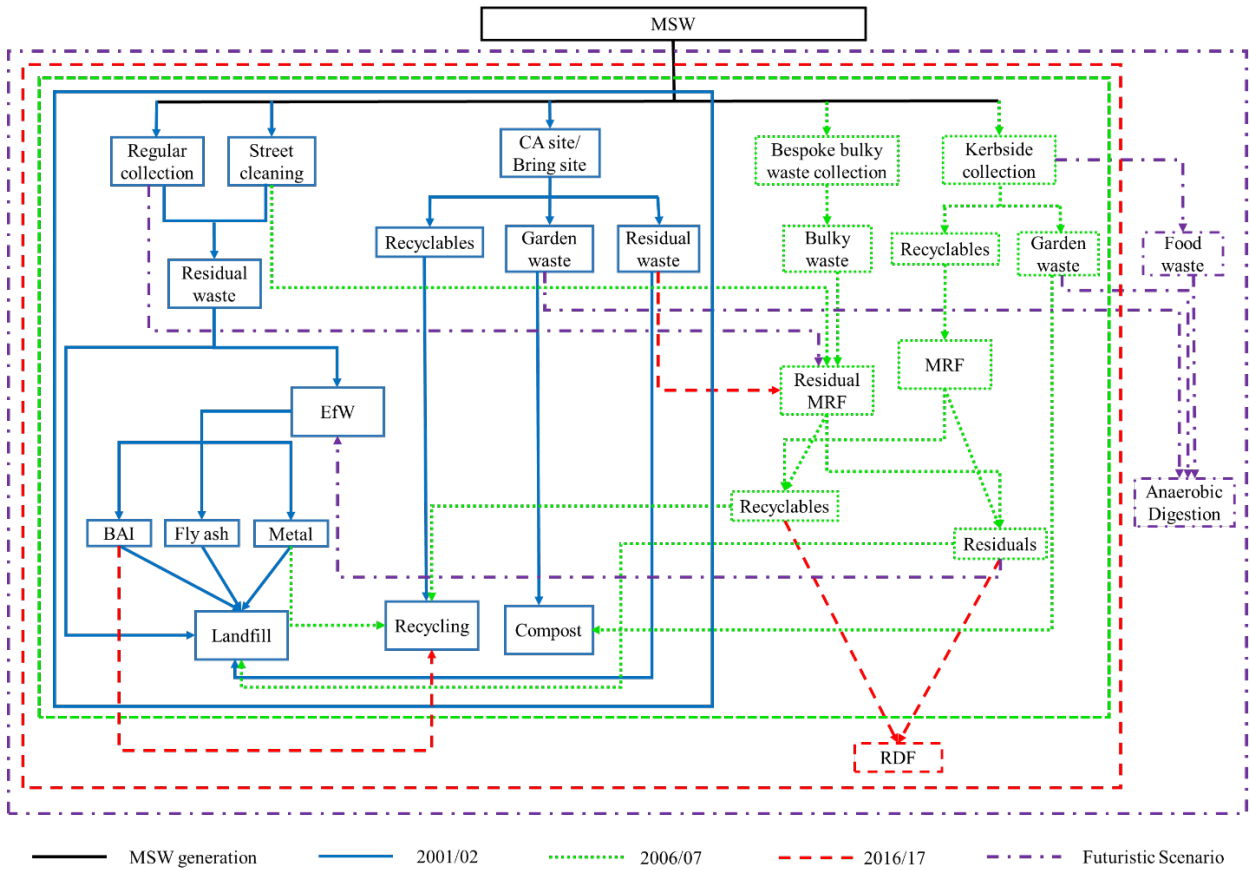 MSW
Regular
collection
Street
cleaning
CA site/
Bring site
Bespoke bulky
waste collection
Kerbside
collection
Recyclables
Garden
waste
Residual
waste
Bulky
waste
Recyclables
Garden
waste
Food
waste
Residual
waste
EfW
Residual
MRF
MRF
BAI
Fly ash
Metal
Recyclables
Anaerobic
Digestion
Residuals
Landfill
Recycling
Compost
RDF
MSW generation
2001/02
2006/07
2016/17
Futuristic Scenario